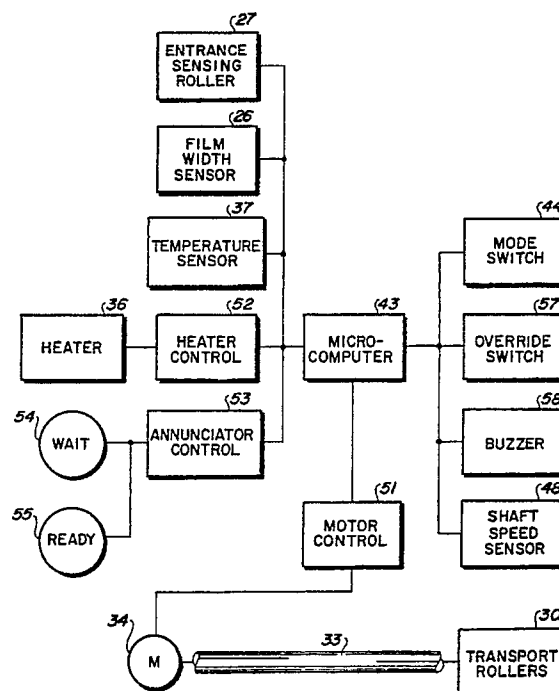 27
ENTRANCE
SENSING
ROLLER
26
FILM
WIDTH
SENSOR
37
TEMPERATURE
SENSOR
44
MODE
SWITCH
36
HEATER
52
HEATER
CONTROL
43
MICRO-
COMPUTER
57
OVERRIDE
SWITCH
54
WAIT
53
ANNUNCIATOR
CONTROL
58
BUZZER
55
READY
51
MOTOR
CONTROL
48
SHAFT
SPEED
SENSOR
34
M
33
30
TRANSPORT
ROLLERS